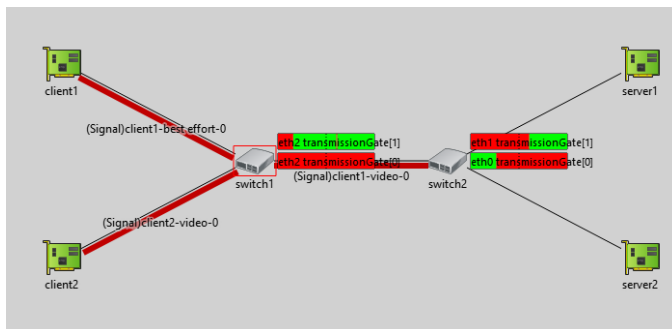 client1
server1
(Signal)client1-best effort-0
eth2 transmissionGate[1]
eth1 transmissionGate[1]
eth2 transmissionGate[0]
eth0 transmissionGate[0]
switch1
(Signal)client1-video-0
switch2
(Signal)client2-video-0
client2
server2